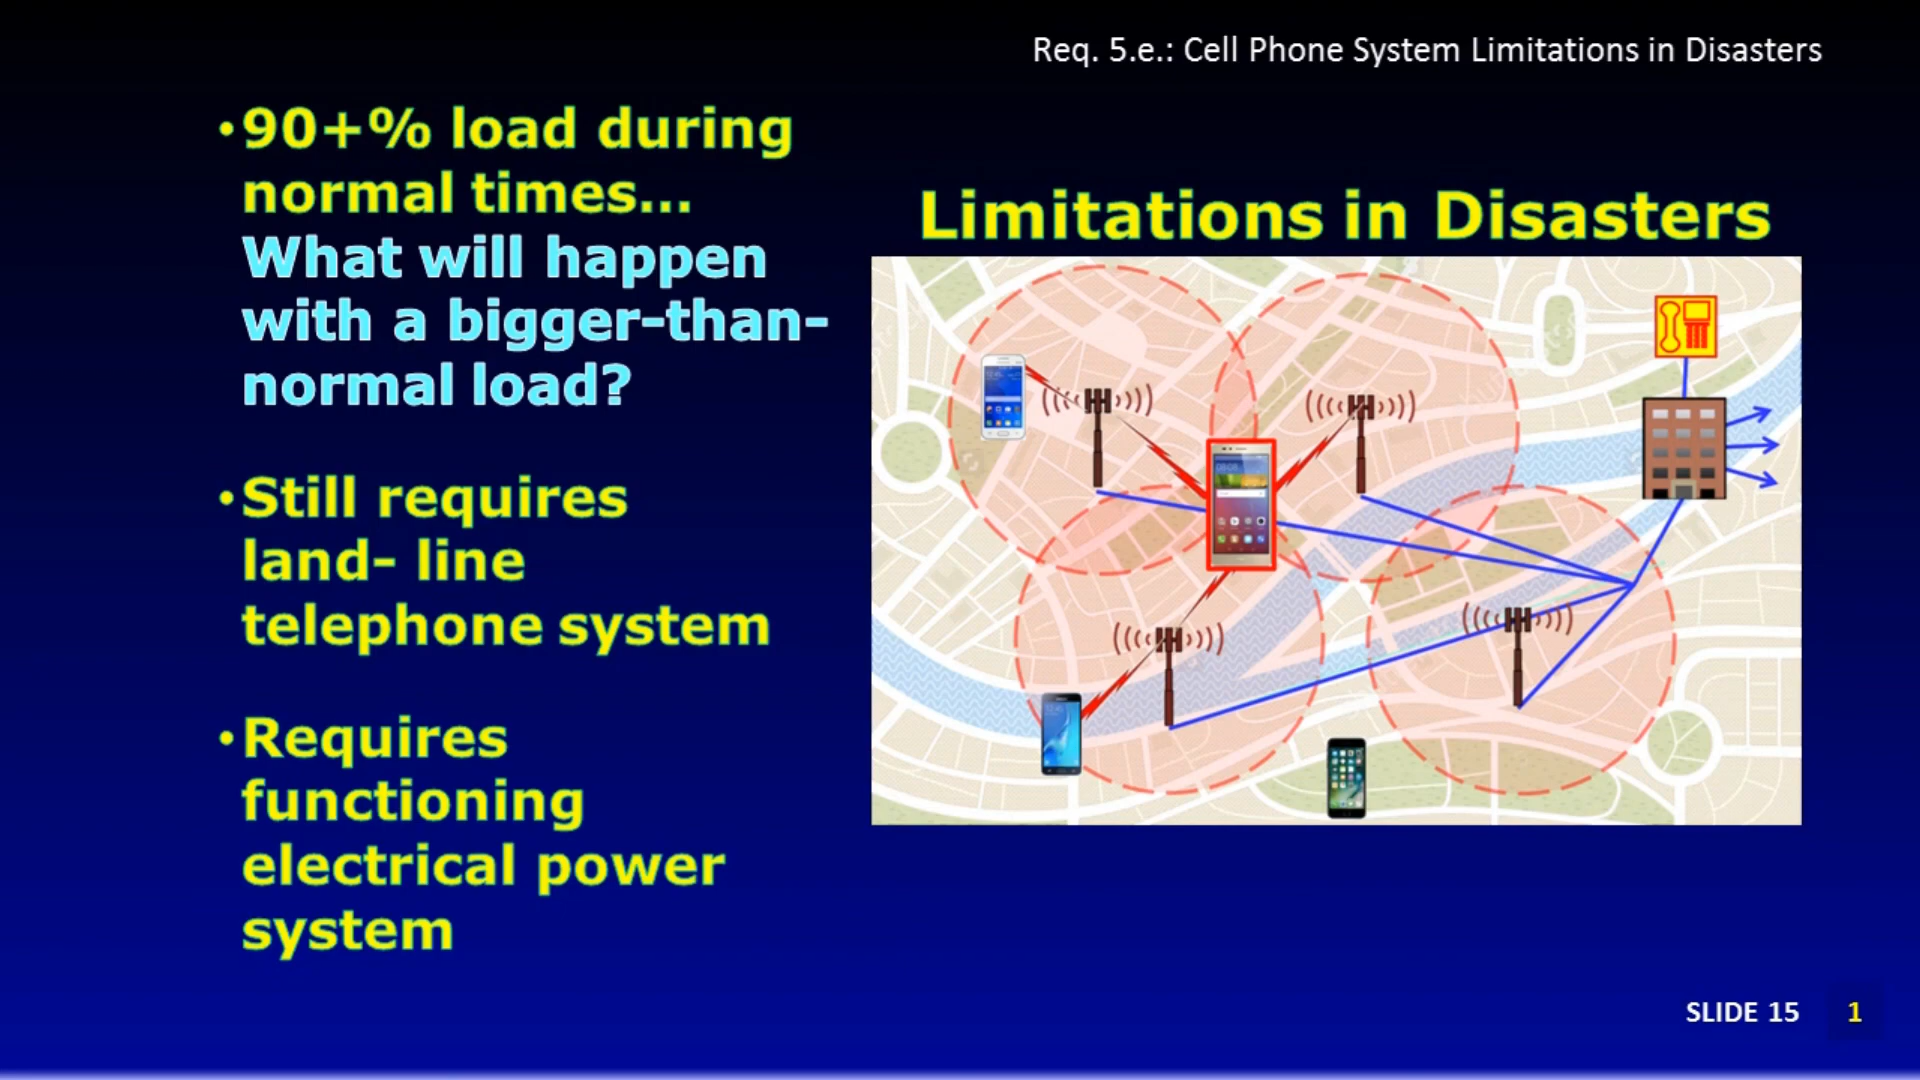 Req. 5.e.: Cell Phone System Limitations in Disasters
•90+% load during
normal times...
What will happen
with a bigger-than-
normal load?
•Still requires
land- line
telephone system
•Requires
functioning
electrical power
system
Limitations in Disasters
SLIDE 15 1